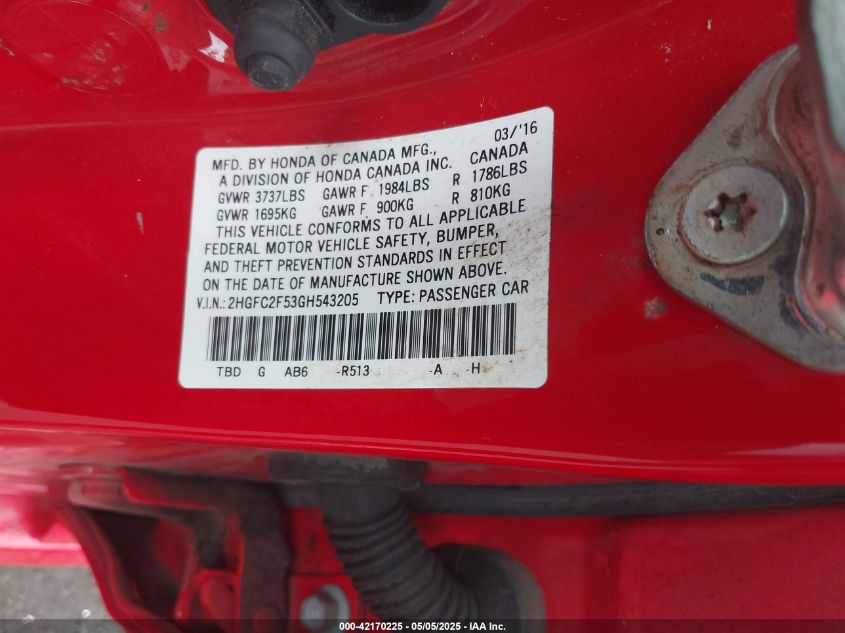 03/'16
MFD. BY HONDA OF CANADA MFG., CANADA
A DIVISION OF HONDA CANADA INC.
GVWR 3737LBS GAWR F 1984LBS R 1786LBS
GVWR 1695KG GAWR F 900KG R 810KG
THIS VEHICLE CONFORMS TO ALL APPLICABLE
FEDERAL MOTOR VEHICLE SAFETY, BUMPER,
AND THEFT PREVENTION STANDARDS IN EFFECT
ON THE DATE OF MANUFACTURE SHOWN ABOVE.
V.I.N.: 2HGFC2F53GH543205 TYPE: PASSENGER CAR
TBD G AB6 -R513 -A -H
000-42170225 - 05/05/2025 - IAA Inc.